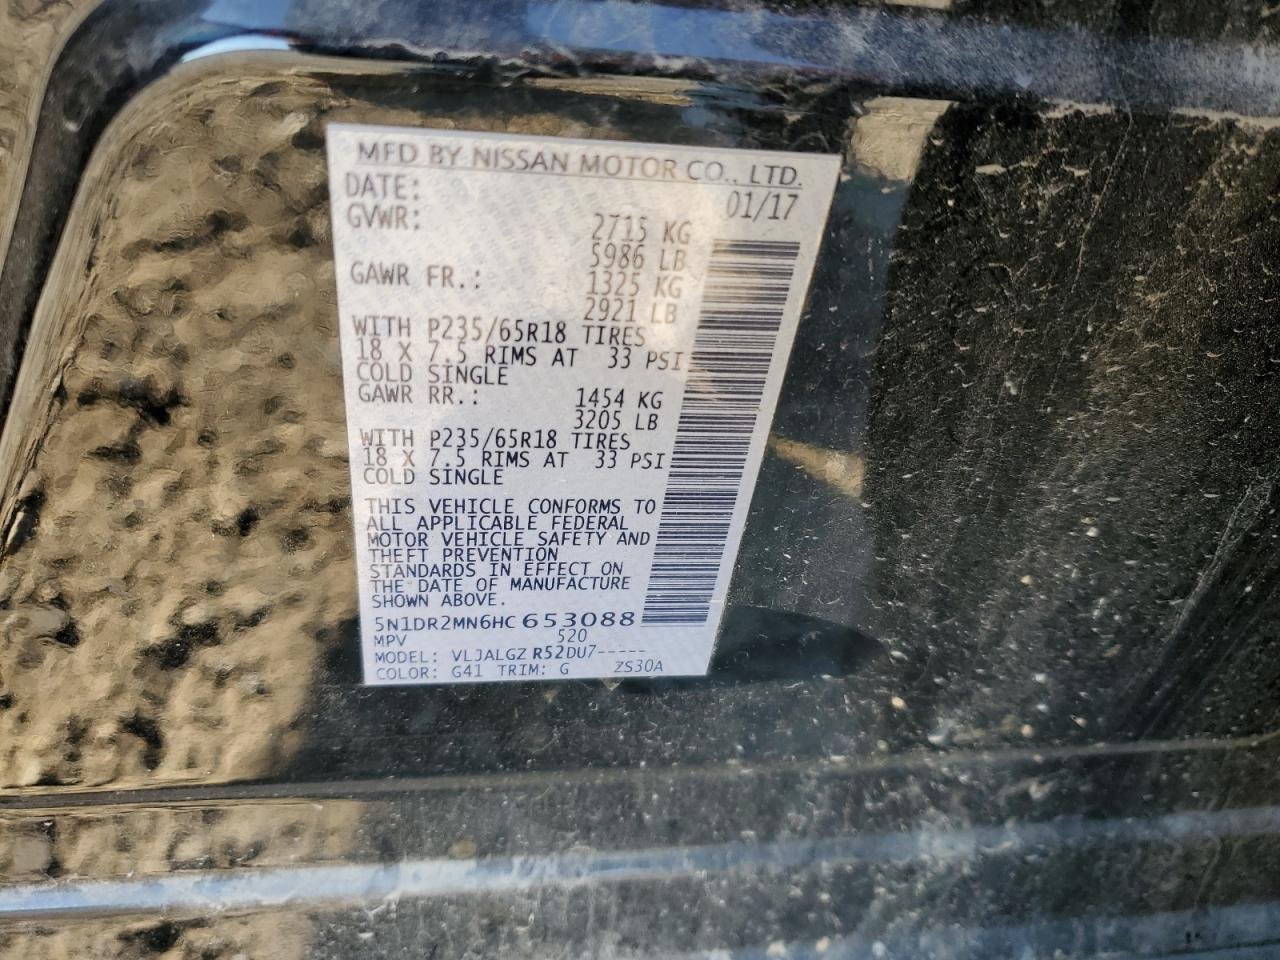 MFD BY NISSAN MOTOR CO., LTD.
DATE: 01/17
GVWR: 2715 KG
5986 LB
GAWR FR.: 1325 KG
2921 LB
WITH P235/65R18 TIRES
18 X 7.5 RIMS AT 33 PSI
COLD SINGLE
GAWR RR.: 1454 KG
3205 LB
WITH P235/65R18 TIRES
18 X 7.5 RIMS AT 33 PSI
COLD SINGLE
THIS VEHICLE CONFORMS TO
ALL APPLICABLE FEDERAL
MOTOR VEHICLE SAFETY AND
THEFT PREVENTION
STANDARDS IN EFFECT ON
THE DATE OF MANUFACTURE
SHOWN ABOVE.
5N1DR2MN6HC653088
MPV 520
MODEL: VLJALGZ R52DU7-----
COLOR: G41 TRIM: G ZS30A